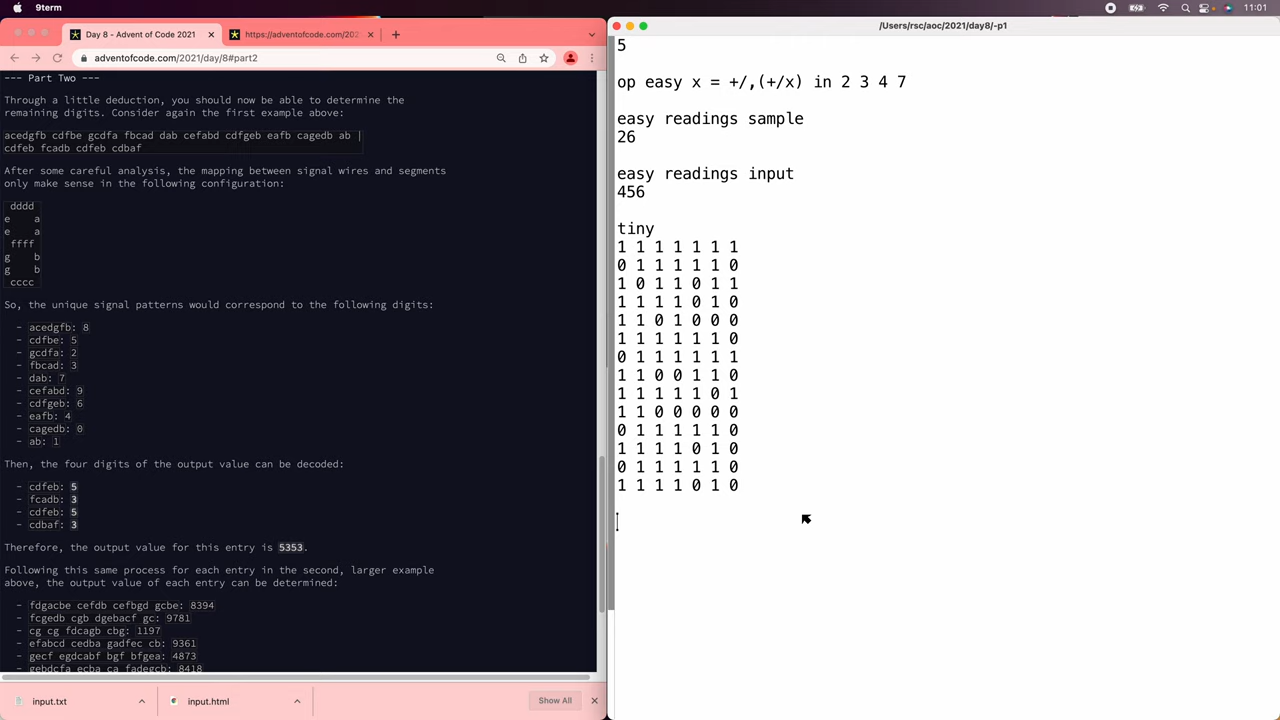 9term
11:01
Day 8 - Advent of Code 2021
https://adventofcode.com/2021/d
adventofcode.com/2021/day/8#part2
--- Part Two ---
Through a little deduction, you should now be able to determine the
remaining digits. Consider again the first example above:
acedgfb cdfbe gcdfa fbcad dab cefabd cdfgeb eafb cagedb ab |
cdfeb fcadb cdfeb cdbaf
After some careful analysis, the mapping between signal wires and segments
only make sense in the following configuration:
dddd
e    a
e    a
ffff
g    b
g    b
cccc
So, the unique signal patterns would correspond to the following digits:
- acedgfb: 8
- cdfbe: 5
- gcdfa: 2
- fbcad: 3
- dab: 7
- cefabd: 9
- cdfgeb: 6
- eafb: 4
- cagedb: 0
- ab: 1
Then, the four digits of the output value can be decoded:
- cdfeb: 5
- fcadb: 3
- cdfeb: 5
- cdbaf: 3
Therefore, the output value for this entry is 5353.
Following this same process for each entry in the second, larger example
above, the output value of each entry can be determined:
- fdgacbe cefdb cefbgd gcbe: 8394
- fcgedb cgb dgebacf gc: 9781
- cg cg fdcagb cbg: 1197
- efabcd cedba gadfec cb: 9361
- gecf egdcabf bgf bfgea: 4873
- gebdcfa ecba ca fadegcb: 8418
input.txt
input.html
Show All
/Users/rsc/aoc/2021/day8/-p1
5
op easy x = +/,(+/x) in 2 3 4 7
easy readings sample
26
easy readings input
456
tiny
1 1 1 1 1 1 1
0 1 1 1 1 1 0
1 0 1 1 0 1 1
1 1 1 1 0 1 0
1 1 0 1 0 0 0
1 1 1 1 1 1 0
0 1 1 1 1 1 1
1 1 0 0 1 1 0
1 1 1 1 1 0 1
1 1 0 0 0 0 0
0 1 1 1 1 1 0
1 1 1 1 0 1 0
0 1 1 1 1 1 0
1 1 1 1 0 1 0